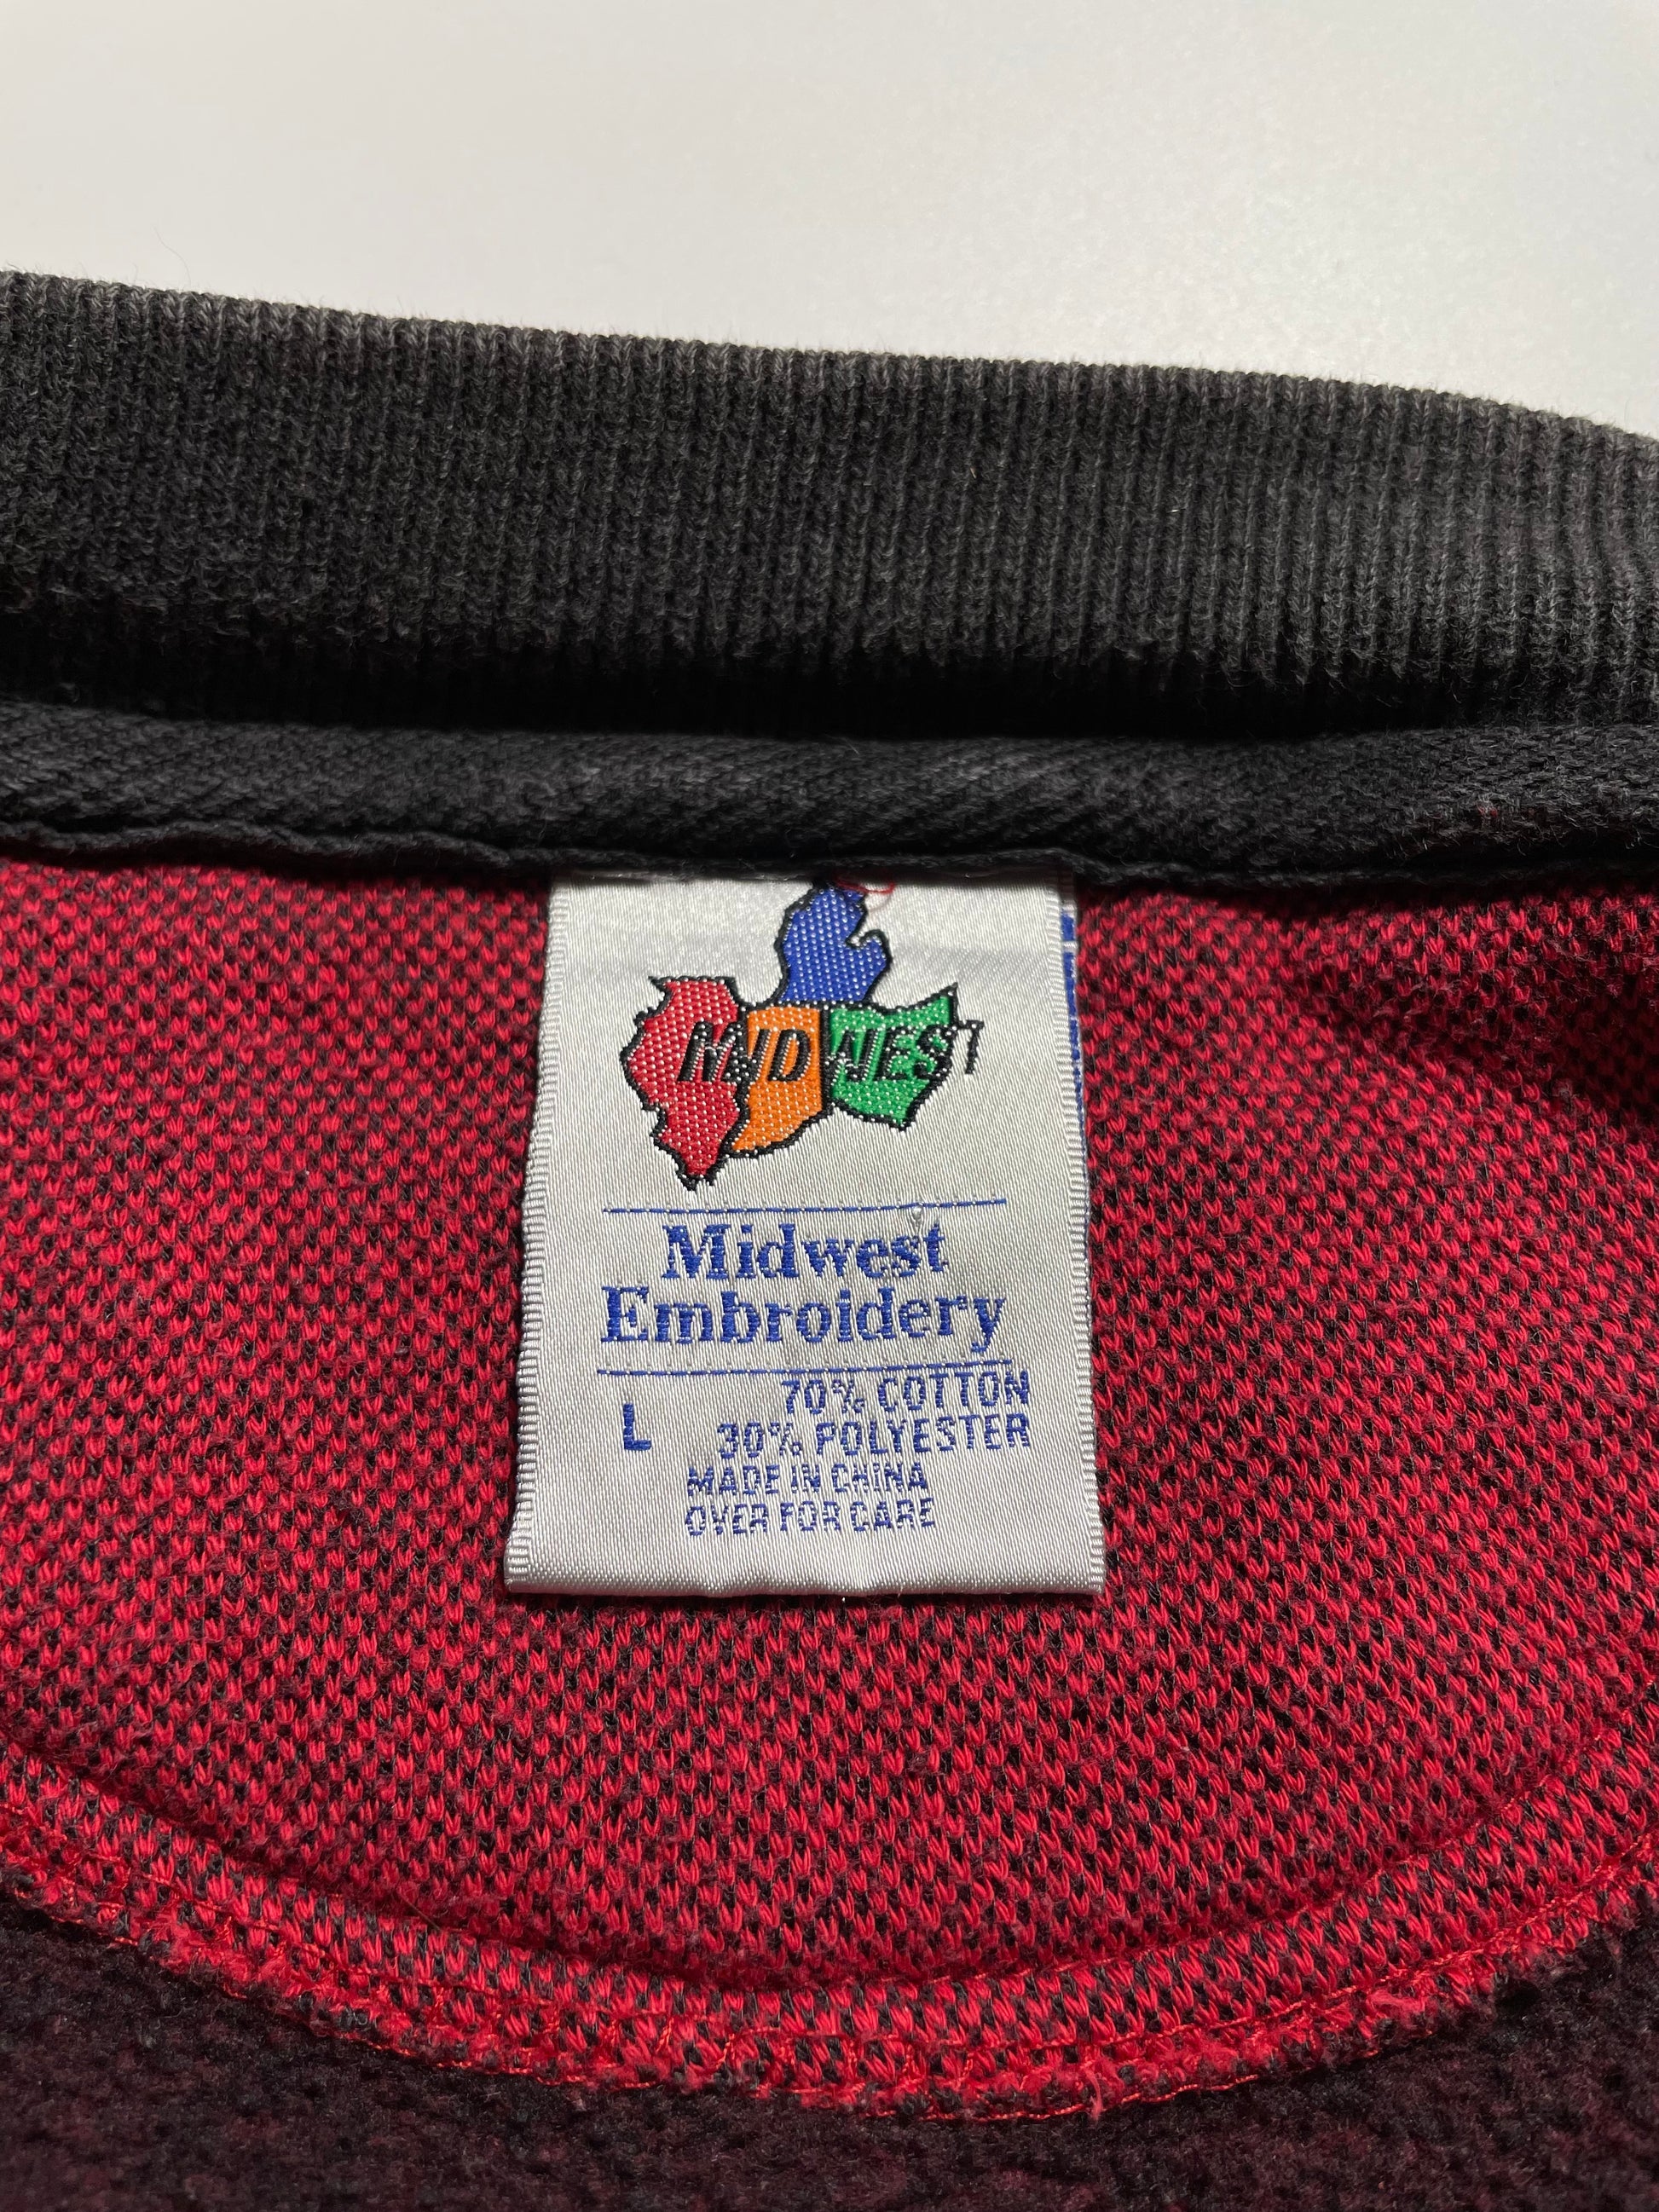 MIDWEST
Midwest
Embroidery
L
70% COTTON
30% POLYESTER
MADE IN CHINA
OVER FOR CARE